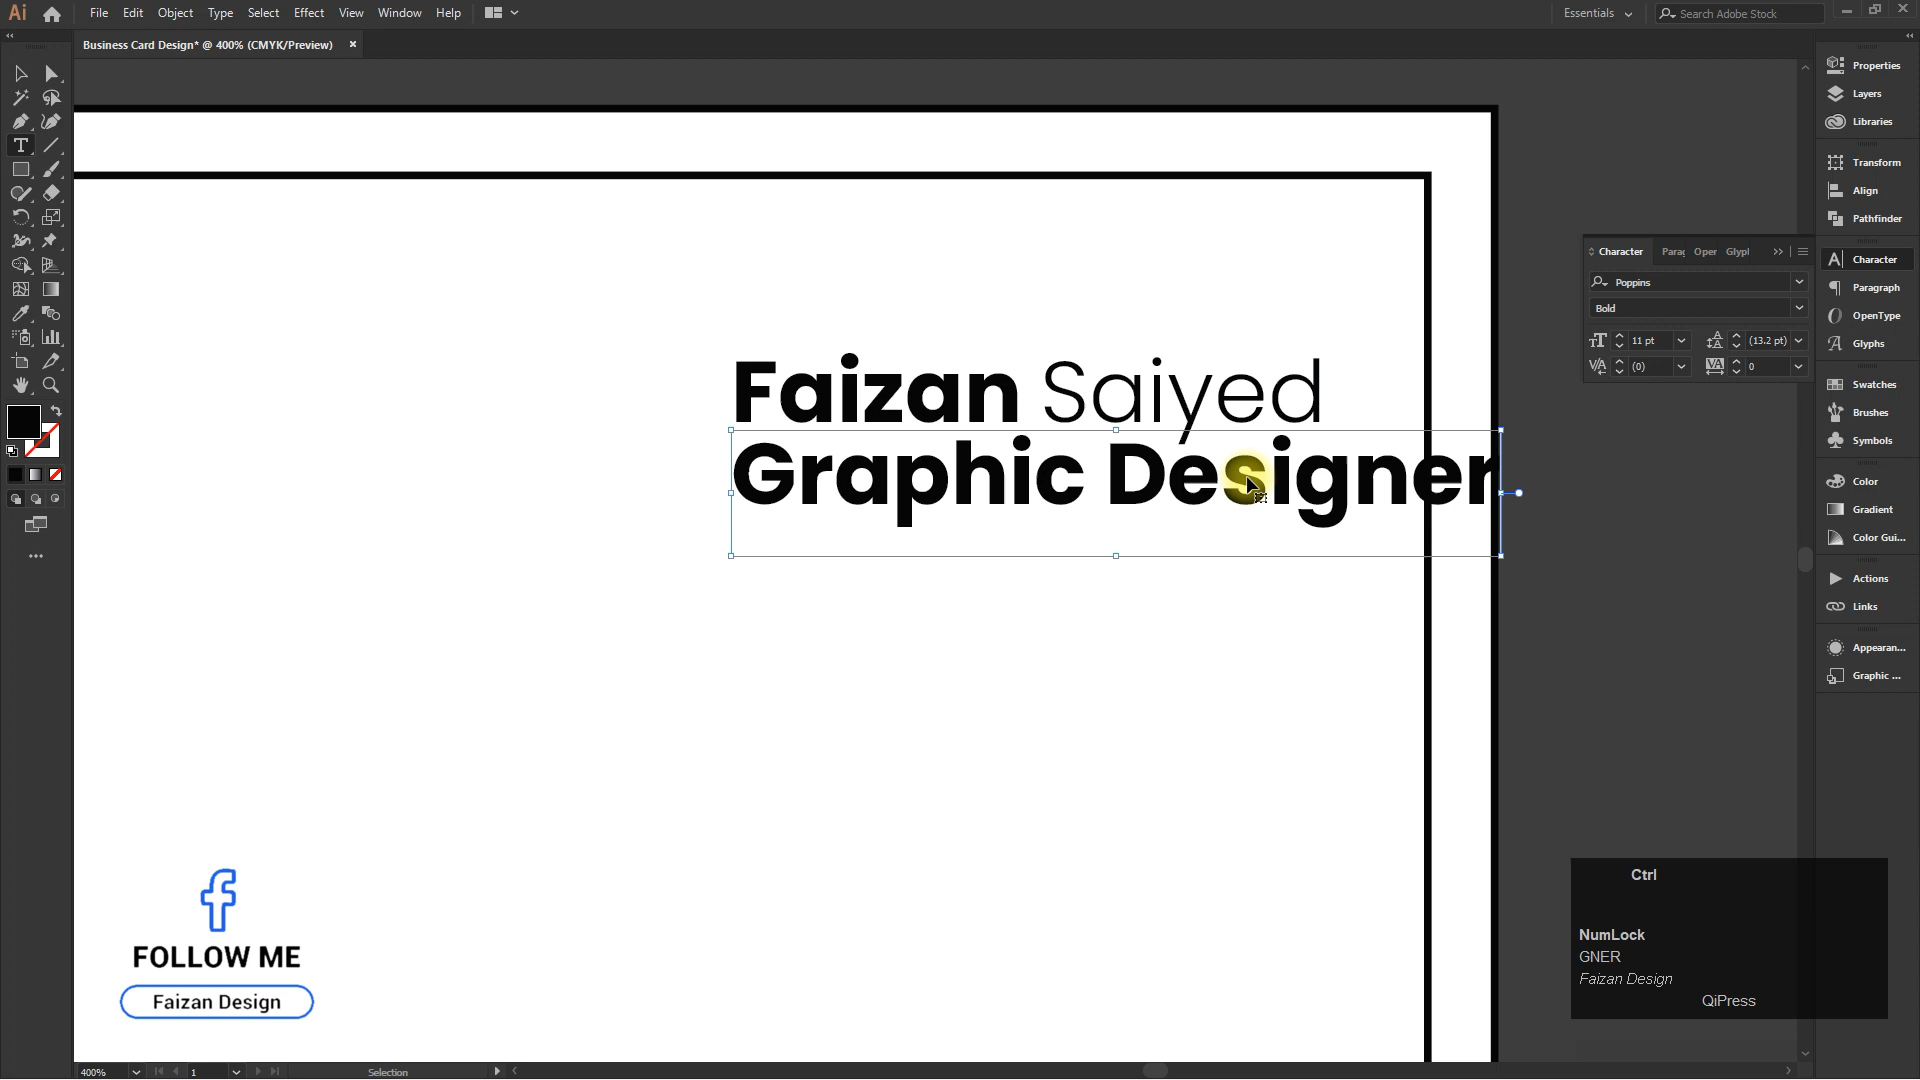 Ai File Edit Object Type Select Effect View Window Help Essentials Search Adobe Stock
Business Card Design* @ 400% (CMYK/Preview)
Properties
Layers
Libraries
Transform
Align
Pathfinder
Character Parag Oper Glypl
Character
Poppins
Paragraph
Bold
OpenType
11 pt (13.2 pt)
Glyphs
(0) 0
Swatches
Brushes
Symbols
Color
Gradient
Color Gui...
Actions
Links
Appearan...
Graphic ...
Faizan Saiyed
Graphic Designer
FOLLOW ME
Faizan Design
Ctrl
NumLock
GNER
Faizan Design
QiPress
400% 1 Selection